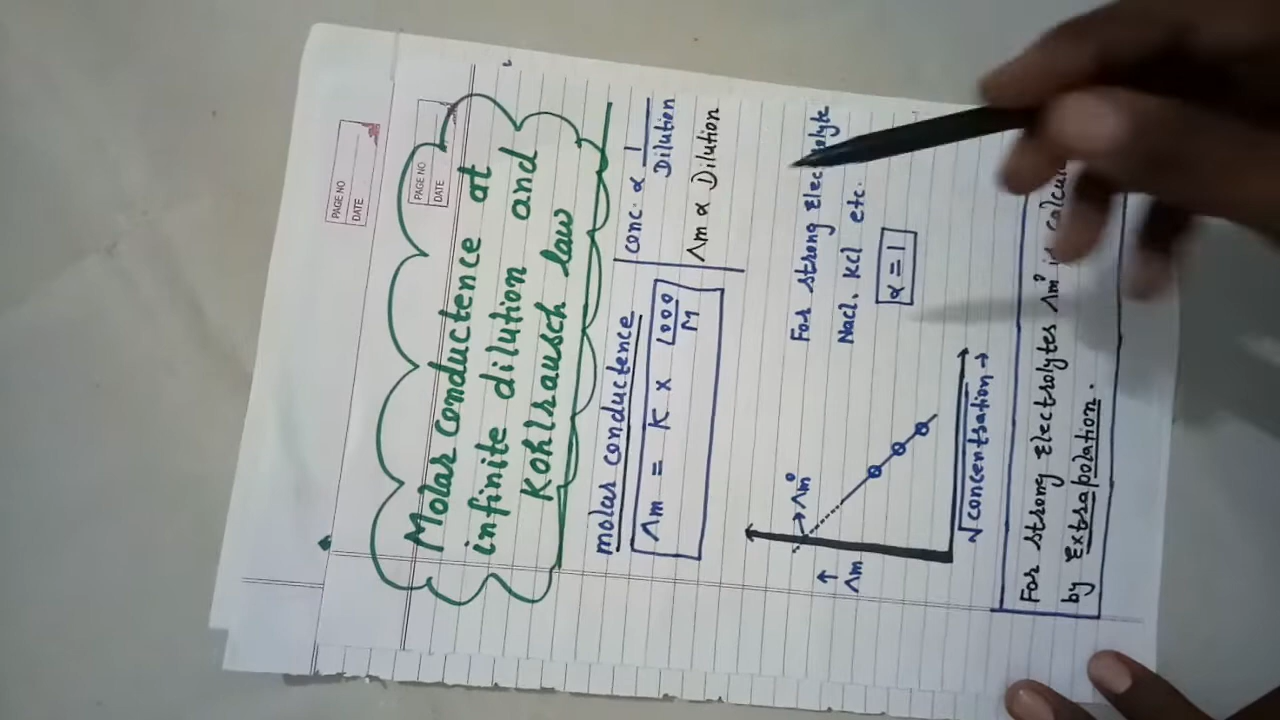 PAGE NO
DATE
PAGE NO
DATE
Molar conductence at
infinite dilution and
Kohlrausch law
molar conductence
Λm = K × 1000/M
conc. ∝ 1/Dilution
Λm ∝ Dilution
For strong Electrolyte
Nacl, Kcl etc.
α = 1
→ Λm°
↑
Λm
√concentration →
For strong Electrolytes Λm° is
by Extrapolation.